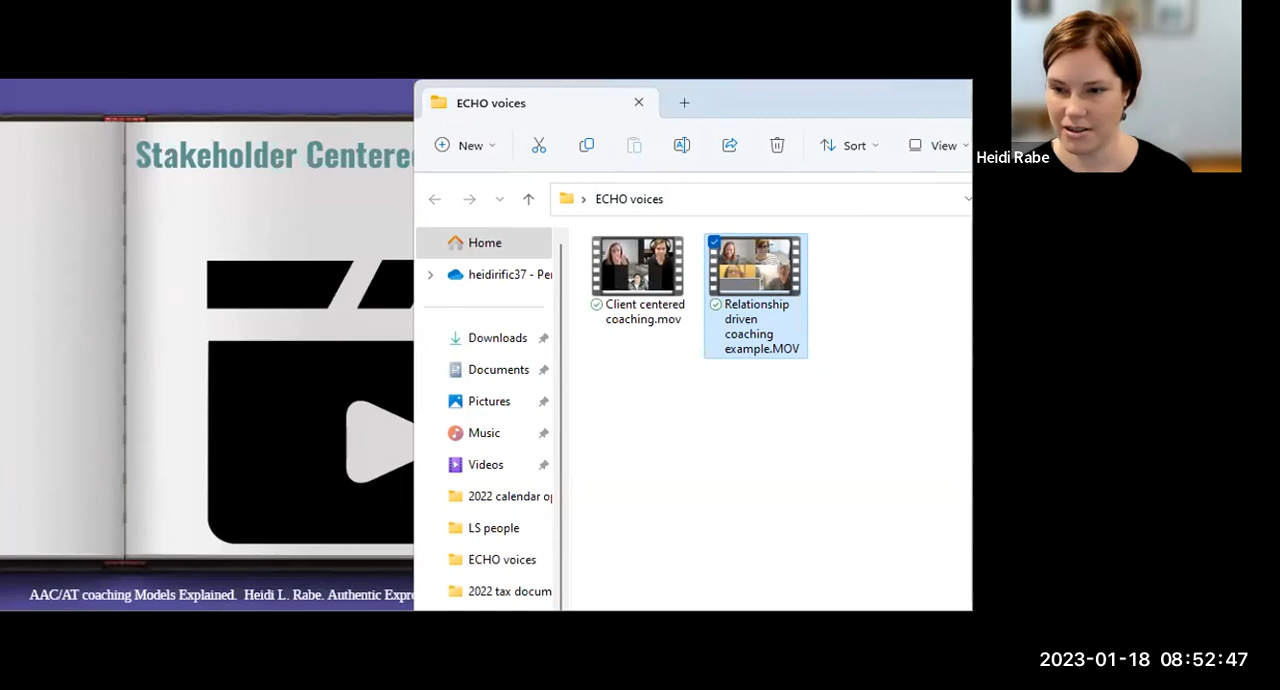 Heidi Rabe
ECHO voices
New
Sort
View
ECHO voices
Stakeholder Centere
Home
heidirific37 - Per
Downloads
Documents
Pictures
Music
Videos
2022 calendar op
LS people
ECHO voices
2022 tax docum
Client centered
coaching.mov
Relationship
driven
coaching
example.MOV
AAC/AT coaching Models Explained. Heidi L. Rabe. Authentic Expr
2023-01-18 08:52:47